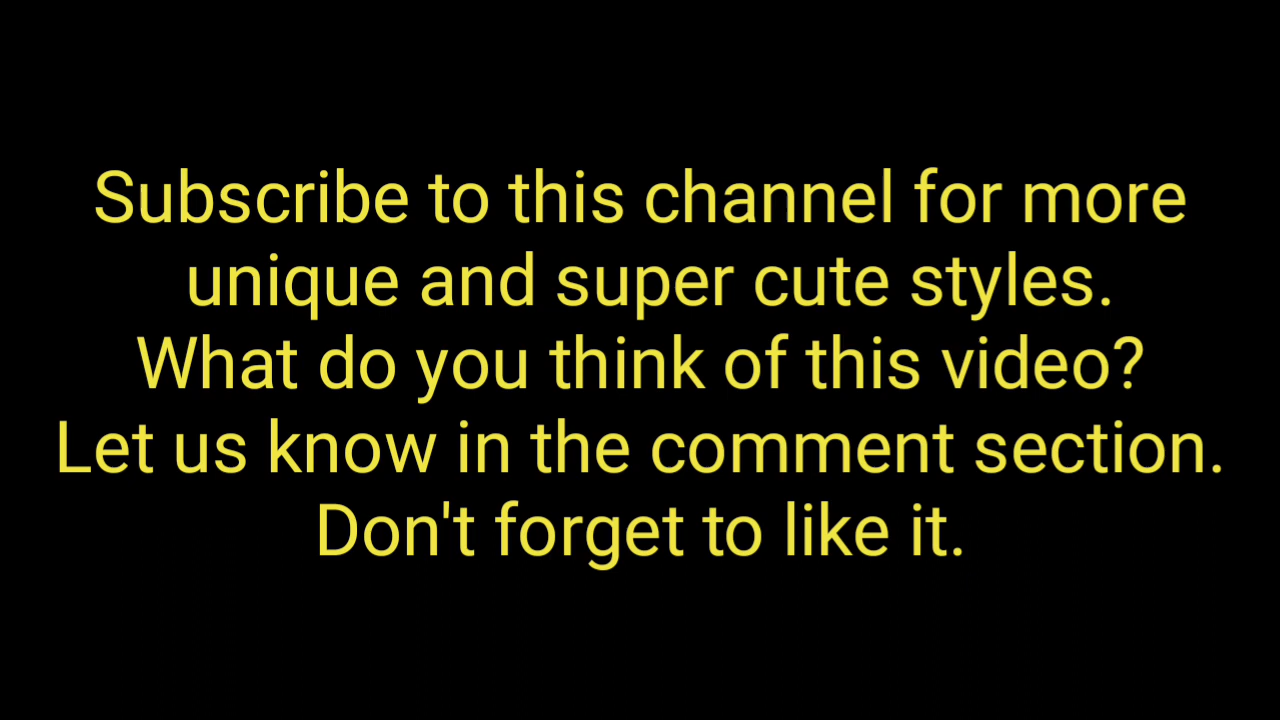 Subscribe to this channel for more
unique and super cute styles.
What do you think of this video?
Let us know in the comment section.
Don't forget to like it.